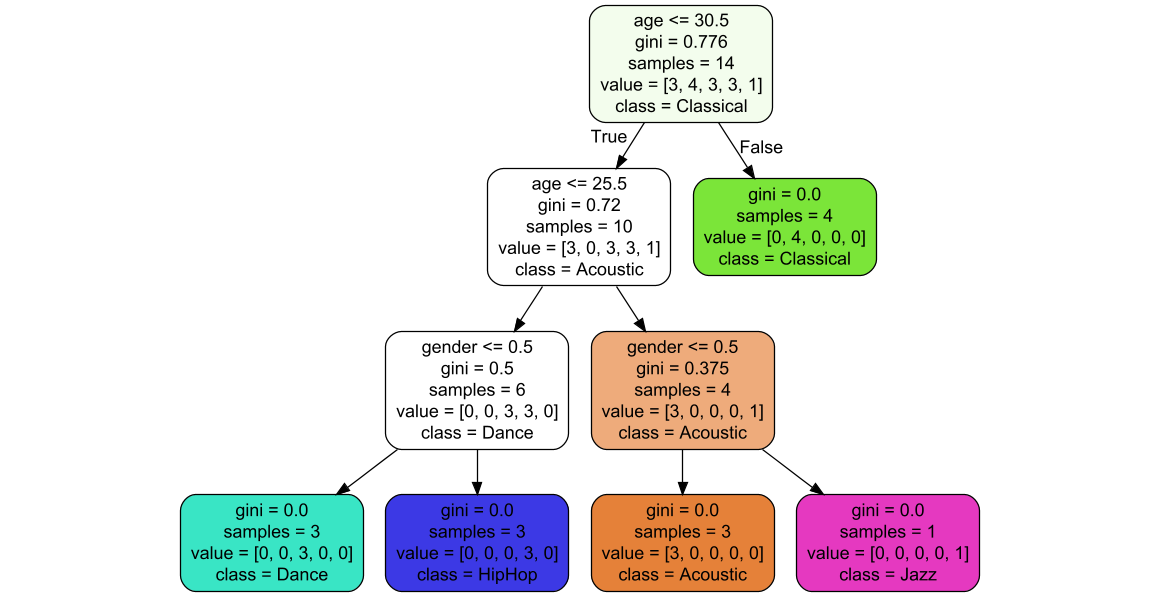 age <= 30.5
gini = 0.776
samples = 14
value = [3, 4, 3, 3, 1]
class = Classical
True
False
age <= 25.5
gini = 0.72
samples = 10
value = [3, 0, 3, 3, 1]
class = Acoustic
gini = 0.0
samples = 4
value = [0, 4, 0, 0, 0]
class = Classical
gender <= 0.5
gini = 0.5
samples = 6
value = [0, 0, 3, 3, 0]
class = Dance
gender <= 0.5
gini = 0.375
samples = 4
value = [3, 0, 0, 0, 1]
class = Acoustic
gini = 0.0
samples = 3
value = [0, 0, 3, 0, 0]
class = Dance
gini = 0.0
samples = 3
value = [0, 0, 0, 3, 0]
class = HipHop
gini = 0.0
samples = 3
value = [3, 0, 0, 0, 0]
class = Acoustic
gini = 0.0
samples = 1
value = [0, 0, 0, 0, 1]
class = Jazz